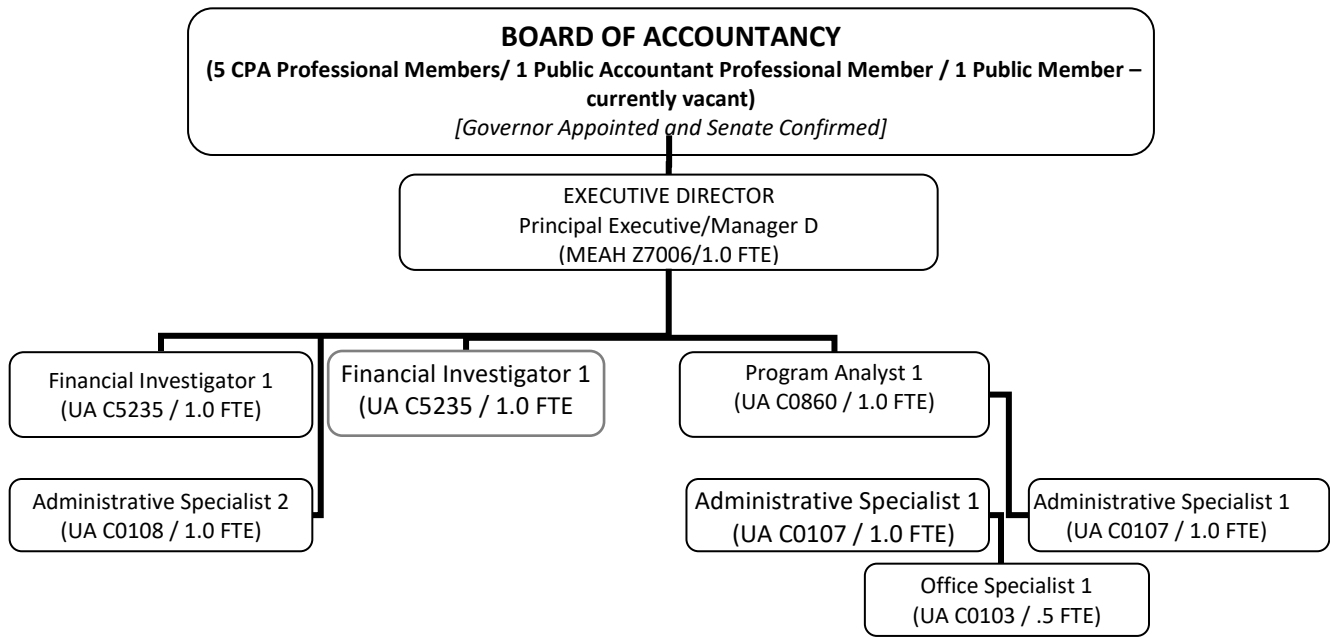 BOARD OF ACCOUNTANCY
(5 CPA Professional Members/ 1 Public Accountant Professional Member / 1 Public Member –
currently vacant)
[Governor Appointed and Senate Confirmed]
EXECUTIVE DIRECTOR
Principal Executive/Manager D
(MEAH Z7006/1.0 FTE)
Financial Investigator 1
(UA C5235 / 1.0 FTE)
Financial Investigator 1
(UA C5235 / 1.0 FTE
Program Analyst 1
(UA C0860 / 1.0 FTE)
Administrative Specialist 2
(UA C0108 / 1.0 FTE)
Administrative Specialist 1
(UA C0107 / 1.0 FTE)
Administrative Specialist 1
(UA C0107 / 1.0 FTE)
Office Specialist 1
(UA C0103 / .5 FTE)